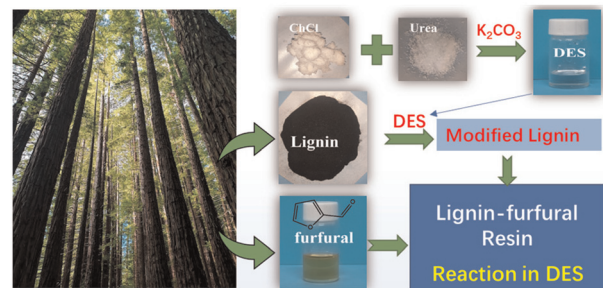 ChCl
Urea
K₂CO₃
DES
Lignin
DES
Modified Lignin
furfural
Lignin-furfural
Resin
Reaction in DES